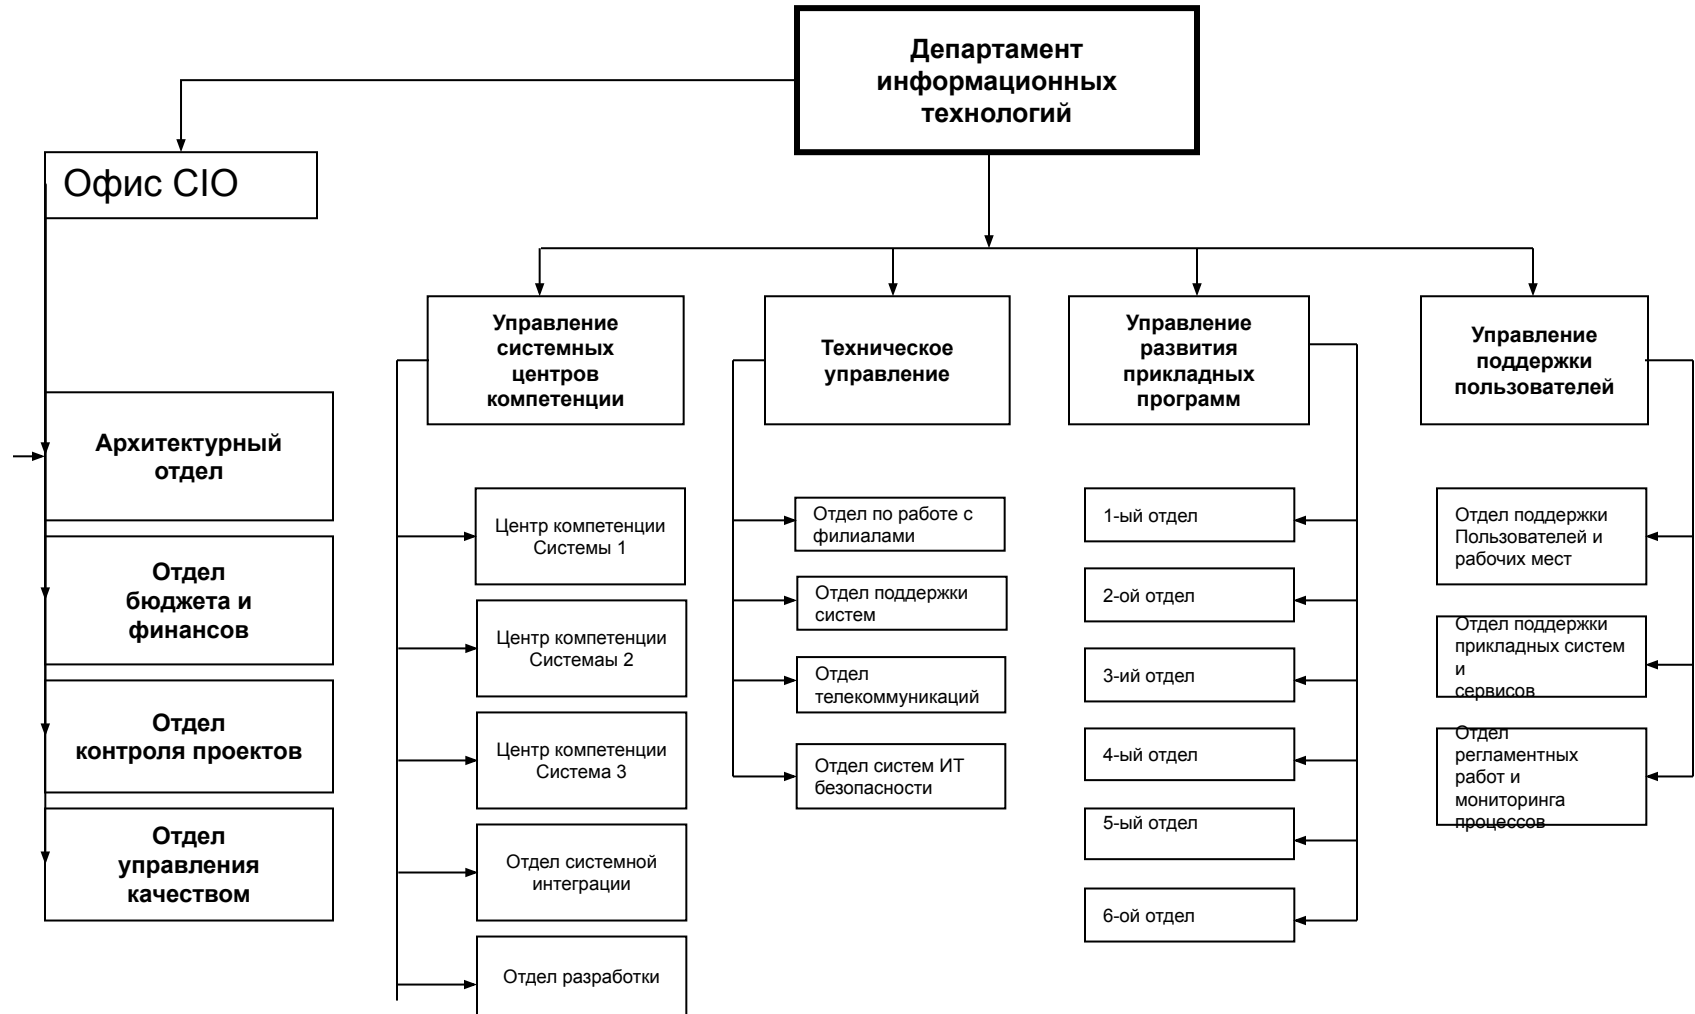 Департамент
информационных
технологий
Офис CIO
Архитектурный
отдел
Отдел
бюджета и
финансов
Отдел
контроля проектов
Отдел
управления
качеством
Управление
системных
центров
компетенции
Центр компетенции
Системы 1
Центр компетенции
Системаы 2
Центр компетенции
Система 3
Отдел системной
интеграции
Отдел разработки
Техническое
управление
Отдел по работе с
филиалами
Отдел поддержки
систем
Отдел
телекоммуникаций
Отдел систем ИТ
безопасности
Управление
развития
прикладных
программ
1-ый отдел
2-ой отдел
3-ий отдел
4-ый отдел
5-ый отдел
6-ой отдел
Управление
поддержки
пользователей
Отдел поддержки
Пользователей и
рабочих мест
Отдел поддержки
прикладных систем
и
сервисов
Отдел
регламентных
работ и
мониторинга
процессов